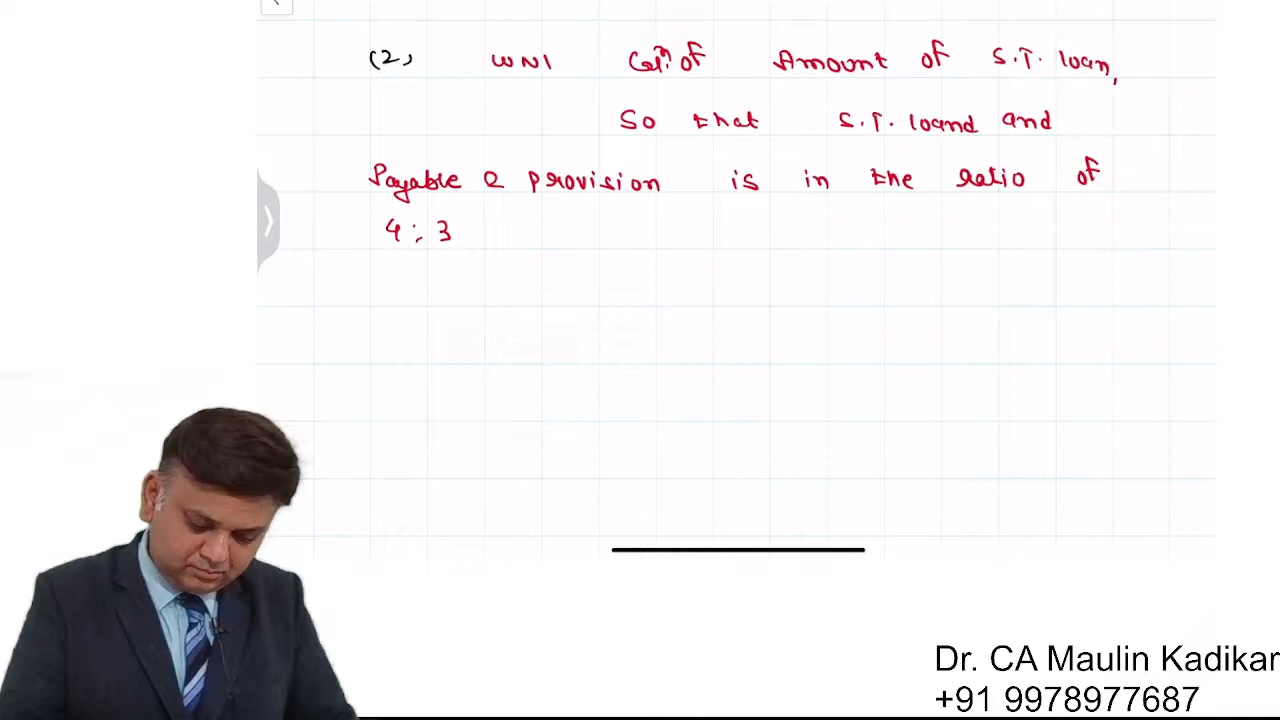 (2) WN1 Caln of Amount of S.T. loan,
So that S.T. loand and
Payable & provision is in the ratio of
4:3
Dr. CA Maulin Kadikar
+91 9978977687